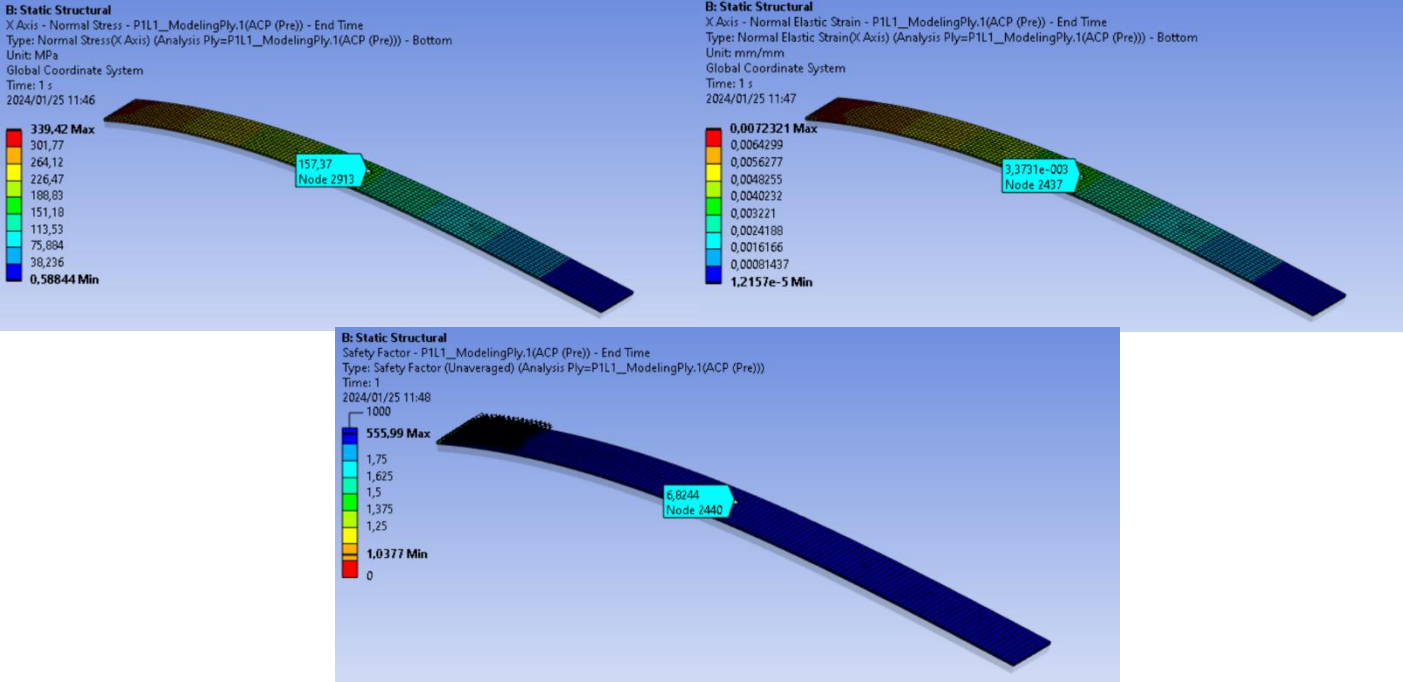 B: Static Structural
X Axis - Normal Stress - P1L1__ModelingPly.1(ACP (Pre)) - End Time
Type: Normal Stress(X Axis) (Analysis Ply=P1L1__ModelingPly.1(ACP (Pre))) - Bottom
Unit: MPa
Global Coordinate System
Time: 1 s
2024/01/25 11:46
339,42 Max
301,77
264,12
226,47
188,83
151,18
113,53
75,884
38,236
0,58844 Min
157,37
Node 2913
B: Static Structural
X Axis - Normal Elastic Strain - P1L1__ModelingPly.1(ACP (Pre)) - End Time
Type: Normal Elastic Strain(X Axis) (Analysis Ply=P1L1__ModelingPly.1(ACP (Pre))) - Bottom
Unit: mm/mm
Global Coordinate System
Time: 1 s
2024/01/25 11:47
0,0072321 Max
0,0064299
0,0056277
0,0048255
0,0040232
0,003221
0,0024188
0,0016166
0,00081437
1,2157e-5 Min
3,3731e-003
Node 2437
B: Static Structural
Safety Factor - P1L1__ModelingPly.1(ACP (Pre)) - End Time
Type: Safety Factor (Unaveraged) (Analysis Ply=P1L1__ModelingPly.1(ACP (Pre)))
Time: 1
2024/01/25 11:48
1000
555,99 Max
1,75
1,625
1,5
1,375
1,25
1,0377 Min
0
6,8244
Node 2440